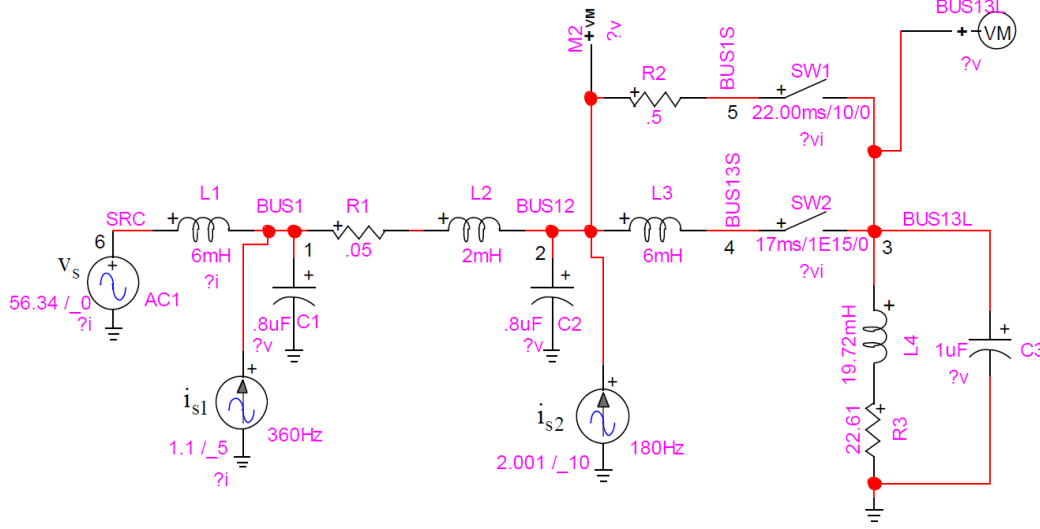 BUS13L
+ VM
?v
M2
+ VM
?v
R2
+
.5
BUS1S
5
SW1
+
22.00ms/10/0
?vi
L3
+
6mH
BUS13S
4
SW2
+
17ms/1E15/0
?vi
BUS13L
3
SRC
6
+
vs
56.34 /_0
?i
AC1
L1
+
6mH
?i
BUS1
1
R1
+
.05
L2
+
2mH
BUS12
2
+
.8uF
C1
?v
+
.8uF
C2
?v
+
is1
360Hz
1.1 /_5
?i
+
is2
180Hz
2.001 /_10
+
19.72mH
L4
+
22.61
R3
+
1uF
C3
?v